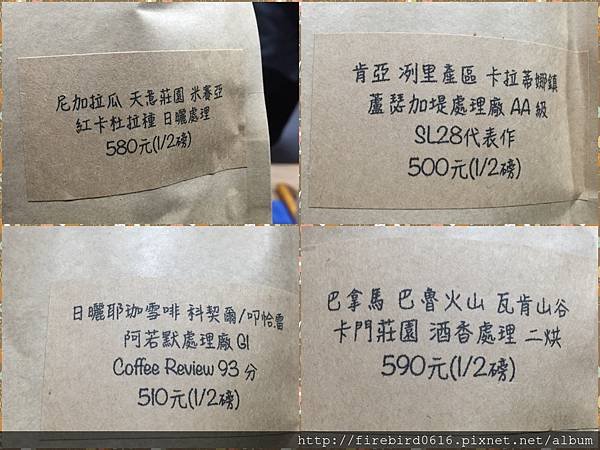 尼加拉瓜 天意莊園 米賽亞
紅卡杜拉種 日曬處理
580元(1/2磅)
肯亞 冽里產區 卡拉蒂娜鎮
蘆瑟加堤處理廠 AA 級
SL28代表作
500元(1/2磅)
日曬耶珈雪啡 科契爾/叩恰雷
阿若默處理廠 G1
Coffee Review 93 分
510元(1/2磅)
巴拿馬 巴魯火山 瓦肯山谷
卡門莊園 酒香處理 二烘
590元(1/2磅)
http://firebird0616.pixnet.net/album